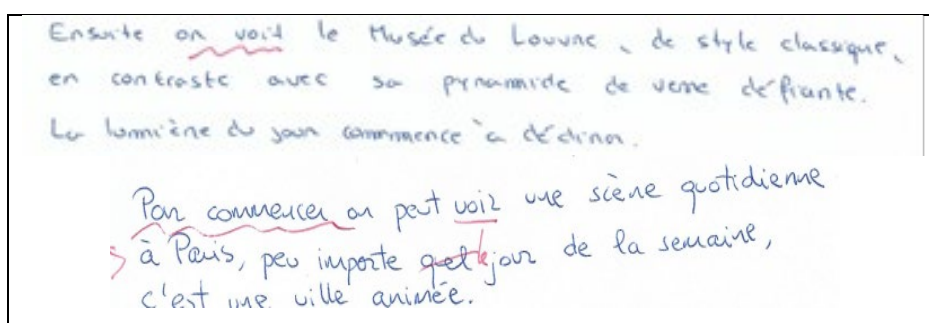 Ensuite on voit le Musée du Louvre, de style classique,
en contraste avec sa pyramide de verre défiante.
La lumière du jour commence à décliner.
Pour commencer on peut voir une scène quotidienne
à Paris, peu importe quel le jour de la semaine,
c'est une ville animée.